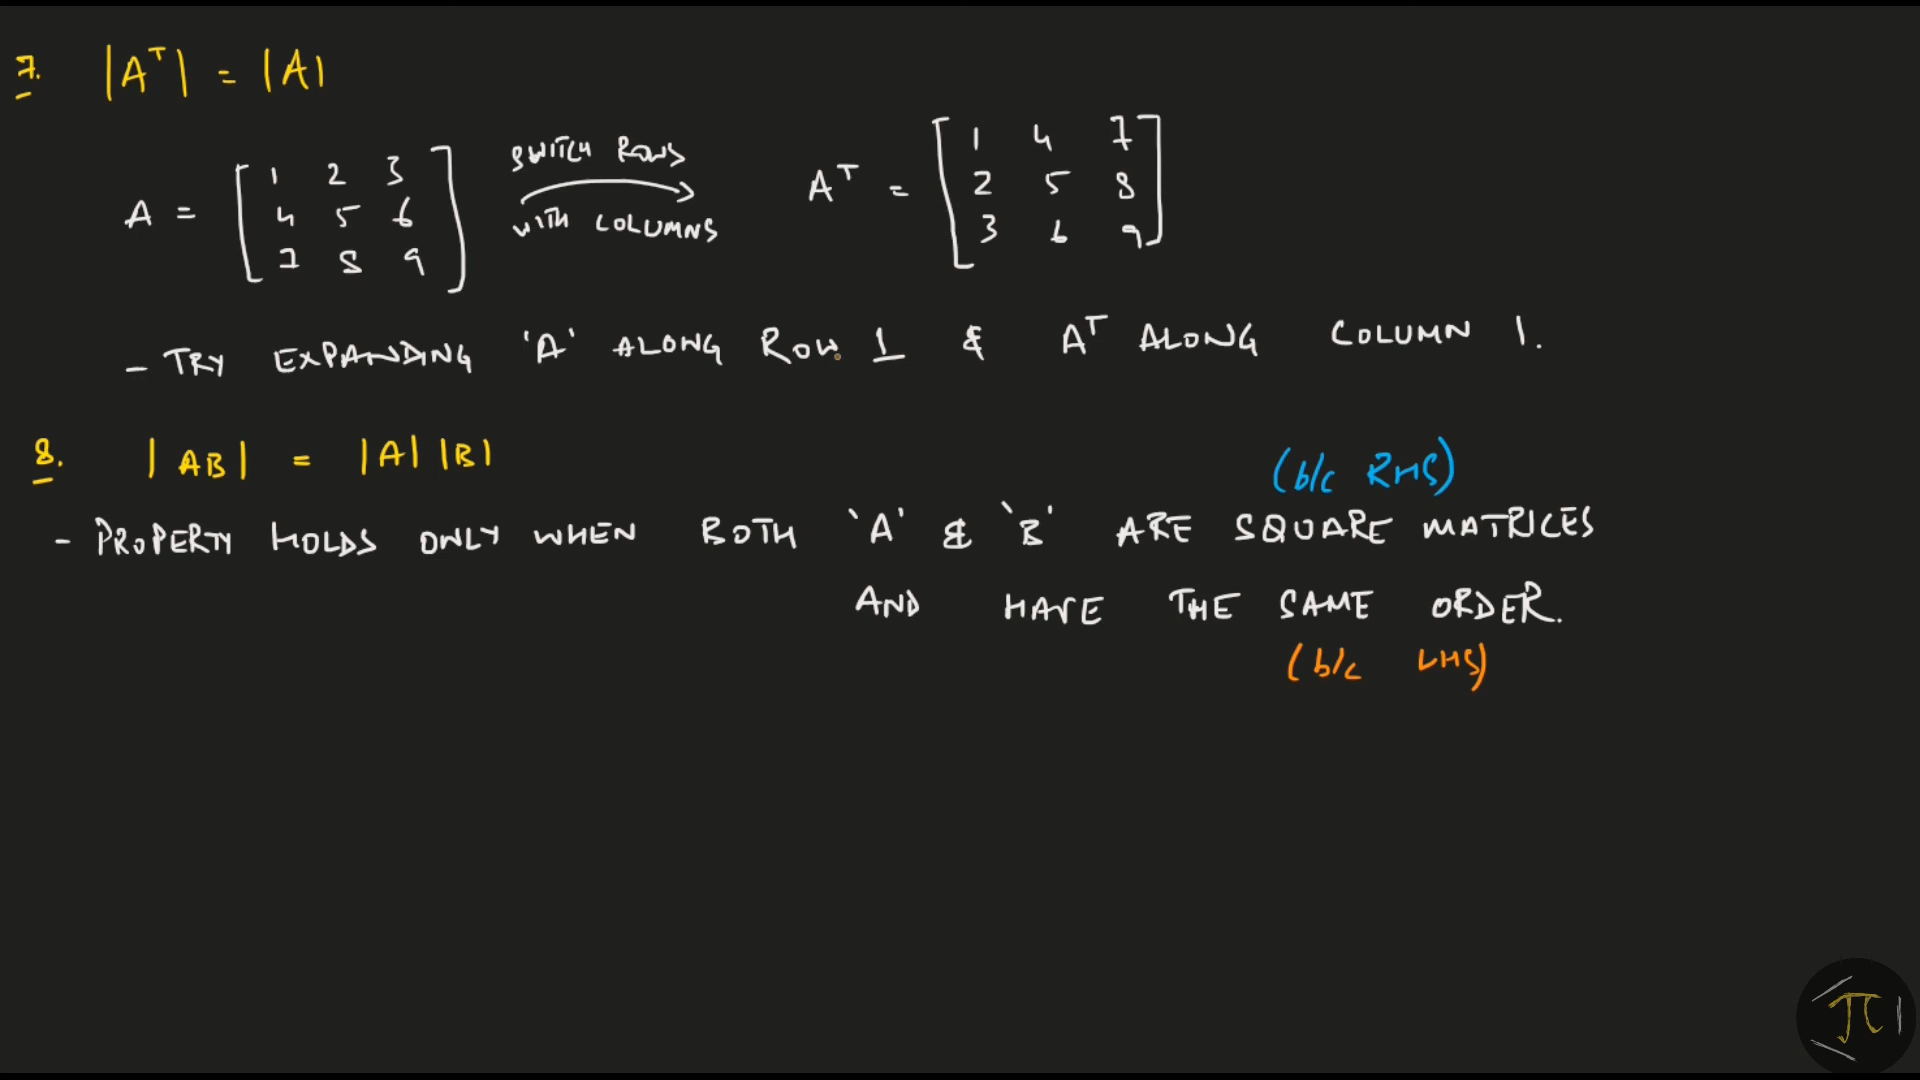 7. |Aᵀ| = |A|
A = [1 2 3
4 5 6
7 8 9]
SWITCH ROWS
WITH COLUMNS
Aᵀ = [1 4 7
2 5 8
3 6 9]
- TRY EXPANDING 'A' ALONG ROW 1 & Aᵀ ALONG COLUMN 1.
8. |AB| = |A| |B|
(b/c RHS)
- PROPERTY HOLDS ONLY WHEN BOTH 'A' & 'B' ARE SQUARE MATRICES
AND HAVE THE SAME ORDER.
(b/c LHS)
π